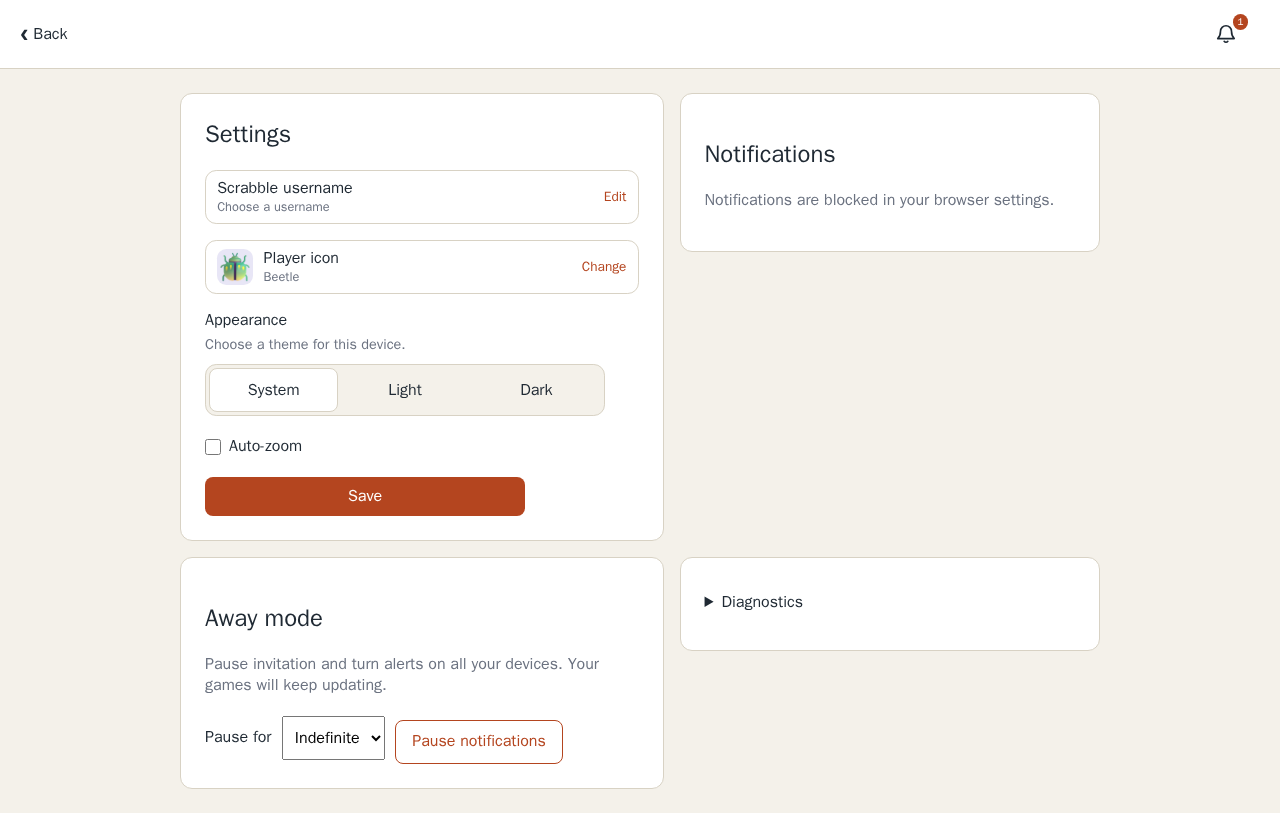 ‹ Back
1
Settings
Scrabble username
Choose a username
Edit
Player icon
Beetle
Change
Appearance
Choose a theme for this device.
System
Light
Dark
Auto-zoom
Save
Notifications
Notifications are blocked in your browser settings.
Away mode
Pause invitation and turn alerts on all your devices. Your
games will keep updating.
Pause for
Indefinite
Pause notifications
Diagnostics